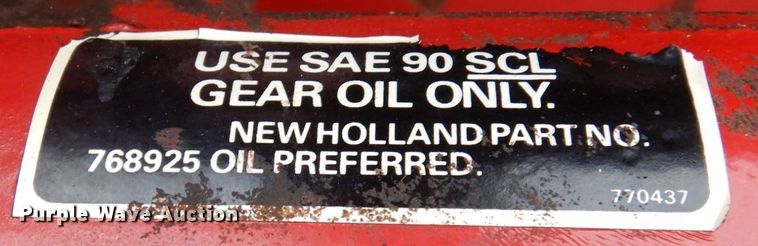 USE SAE 90 SCL
GEAR OIL ONLY.
NEW HOLLAND PART NO.
768925 OIL PREFERRED.
770437
Purple Wave Auction